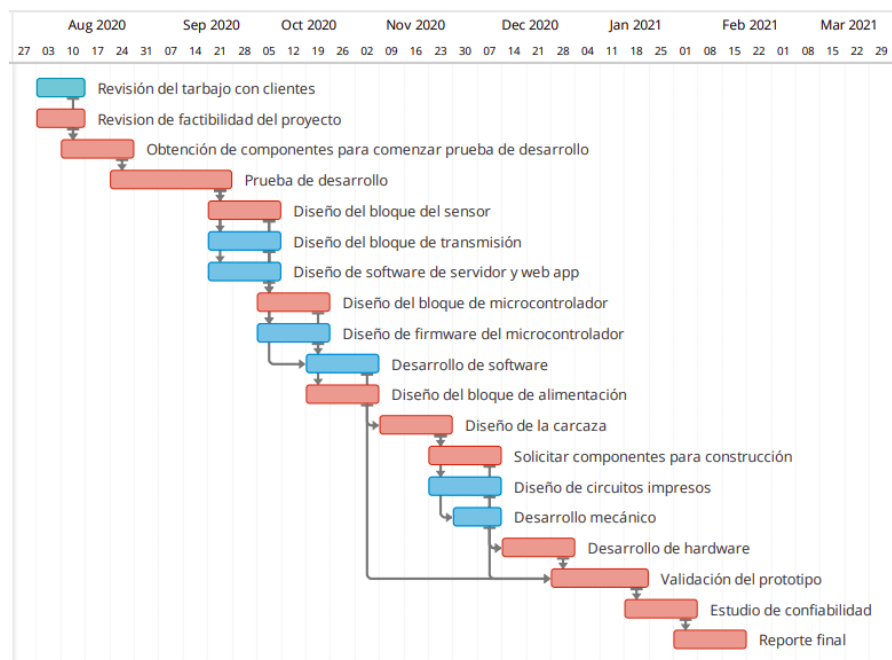 Aug 2020 Sep 2020 Oct 2020 Nov 2020 Dec 2020 Jan 2021 Feb 2021 Mar 2021
27 03 10 17 24 31 07 14 21 28 05 12 19 26 02 09 16 23 30 07 14 21 28 04 11 18 25 01 08 15 22 01 08 15 22 29
Revisión del tarbajo con clientes
Revision de factibilidad del proyecto
Obtención de componentes para comenzar prueba de desarrollo
Prueba de desarrollo
Diseño del bloque del sensor
Diseño del bloque de transmisión
Diseño de software de servidor y web app
Diseño del bloque de microcontrolador
Diseño de firmware del microcontrolador
Desarrollo de software
Diseño del bloque de alimentación
Diseño de la carcaza
Solicitar componentes para construcción
Diseño de circuitos impresos
Desarrollo mecánico
Desarrollo de hardware
Validación del prototipo
Estudio de confiabilidad
Reporte final